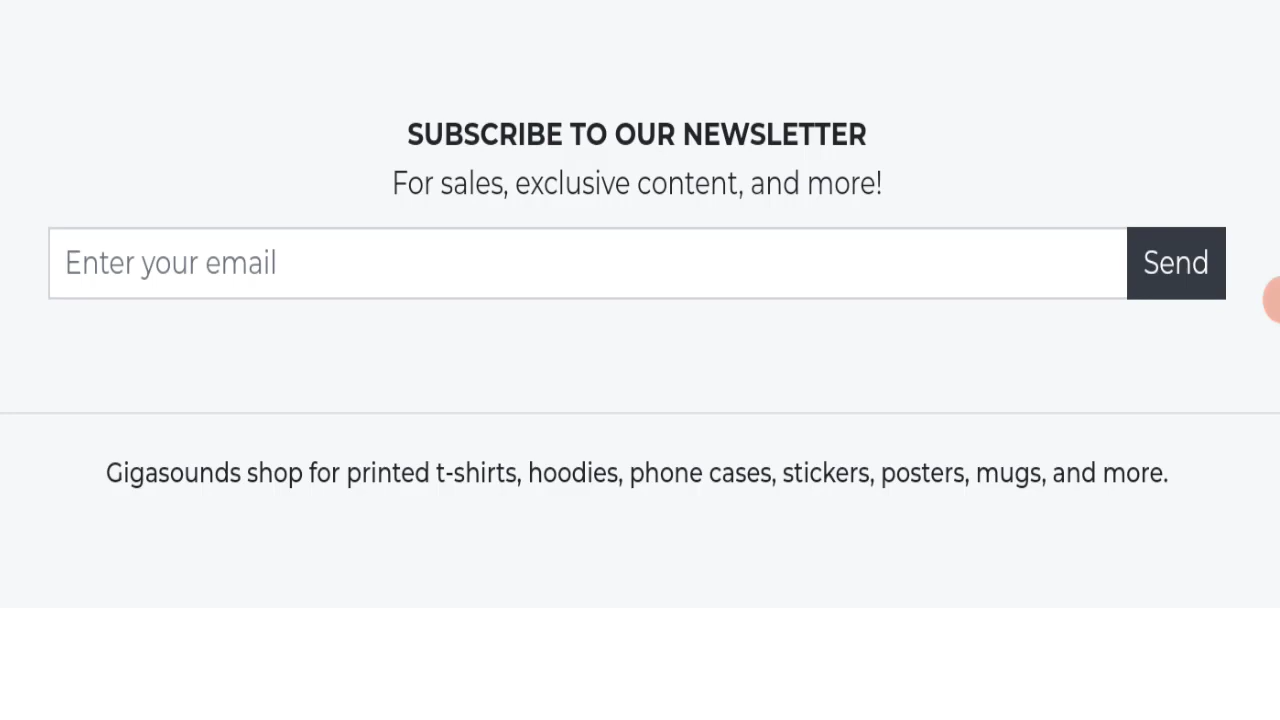 SUBSCRIBE TO OUR NEWSLETTER
For sales, exclusive content, and more!
Enter your email
Send
Gigasounds shop for printed t-shirts, hoodies, phone cases, stickers, posters, mugs, and more.